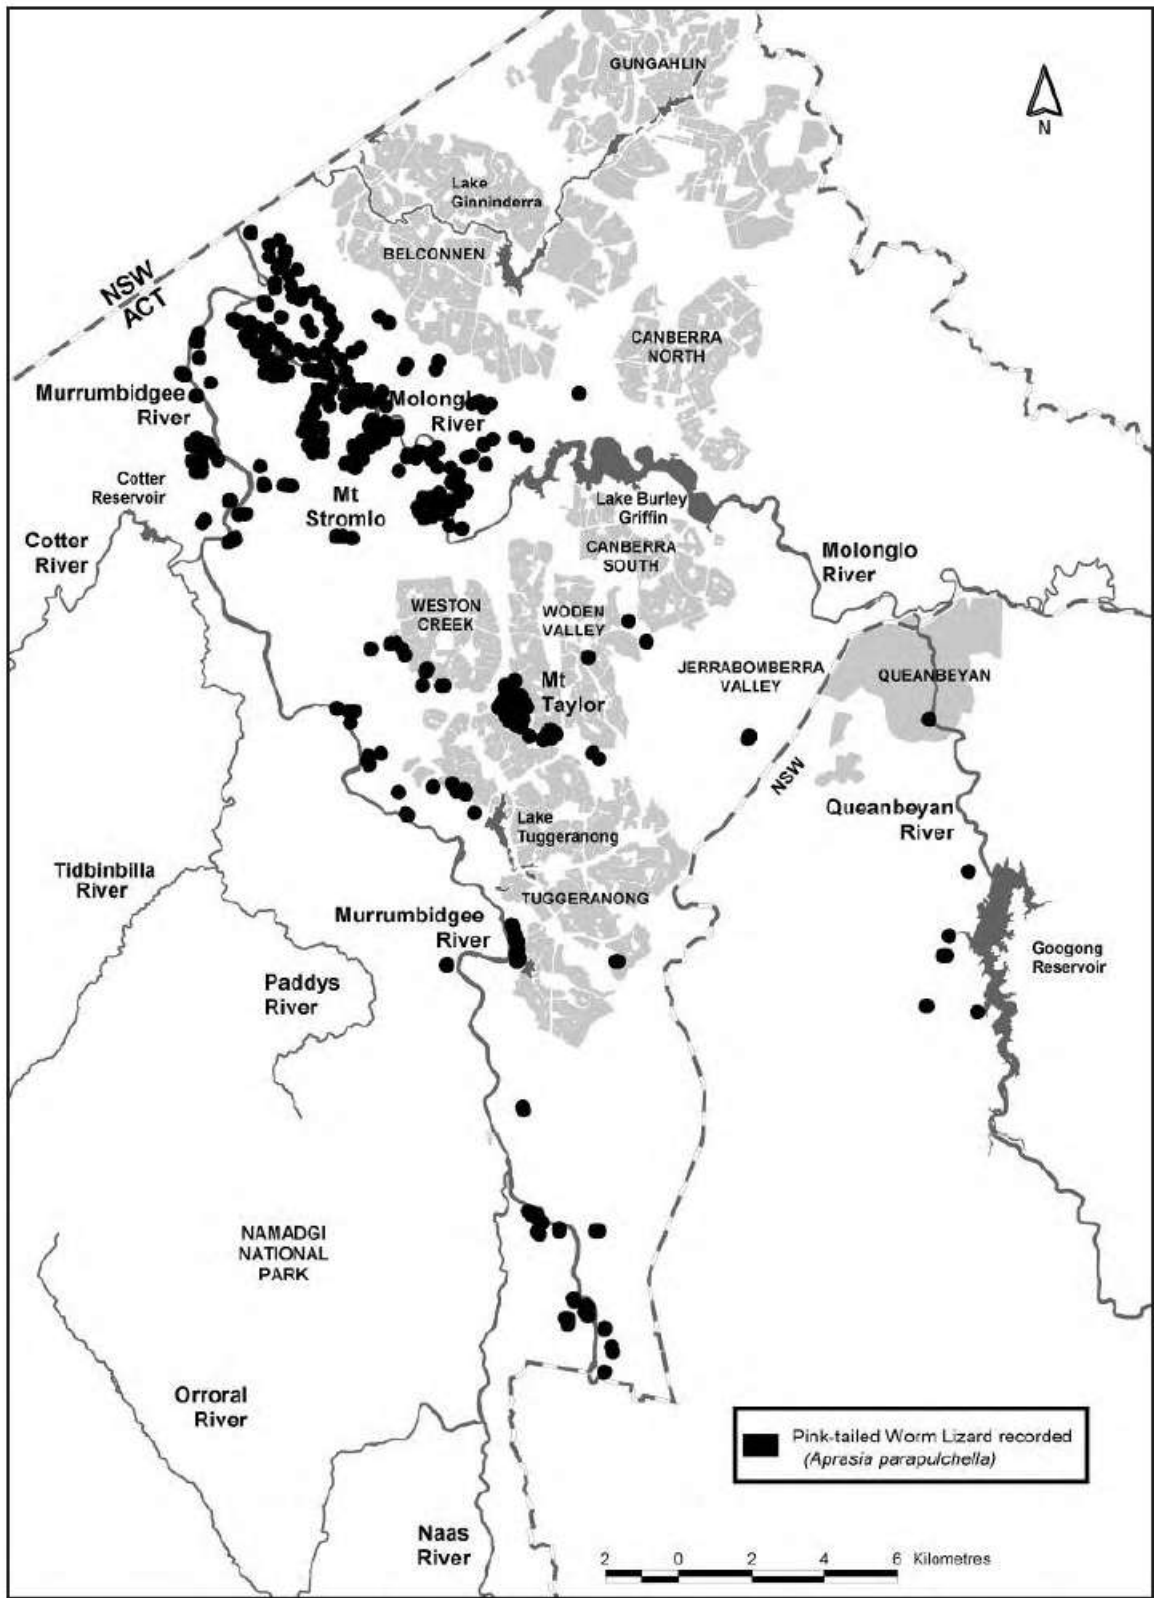 GUNGAHLIN
N
Lake
Ginninderra
BELCONNEN
NSW
ACT
CANBERRA
NORTH
Murrumbidgee
River
Molonglo
River
Cotter
Reservoir
Mt
Stromlo
Lake Burley
Griffin
Cotter
River
CANBERRA
SOUTH
Molonglo
River
WESTON
CREEK
WODEN
VALLEY
JERRABOMBERRA
VALLEY
QUEANBEYAN
Mt
Taylor
NSW
Queanbeyan
River
Lake
Tuggeranong
Tidbinbilla
River
TUGGERANONG
Murrumbidgee
River
Googong
Reservoir
Paddys
River
NAMADGI
NATIONAL
PARK
Orroral
River
Pink-tailed Worm Lizard recorded
(Aprasia parapulchella)
Naas
River
2 0 2 4 6 Kilometres